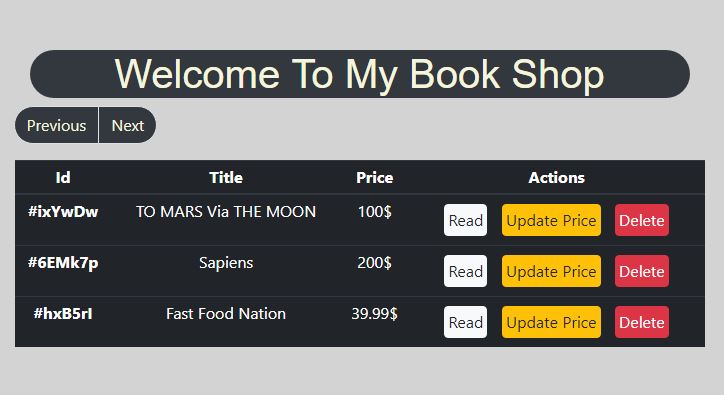 Welcome To My Book Shop
Previous Next
Id Title Price Actions
#ixYwDw TO MARS Via THE MOON 100$ Read Update Price Delete
#6EMk7p Sapiens 200$ Read Update Price Delete
#hxB5rI Fast Food Nation 39.99$ Read Update Price Delete